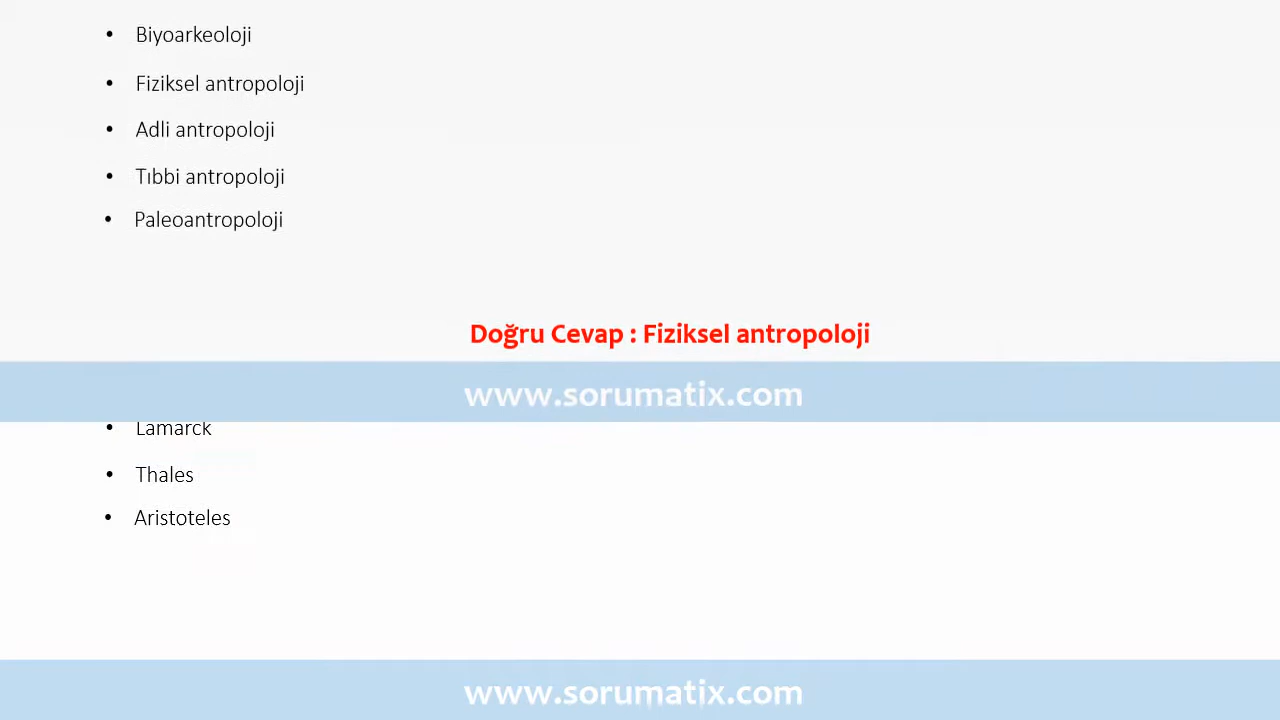 • Biyoarkeoloji
• Fiziksel antropoloji
• Adli antropoloji
• Tıbbi antropoloji
• Paleoantropoloji
Doğru Cevap : Fiziksel antropoloji
www.sorumatix.com
• Lamarck
• Thales
• Aristoteles
www.sorumatix.com